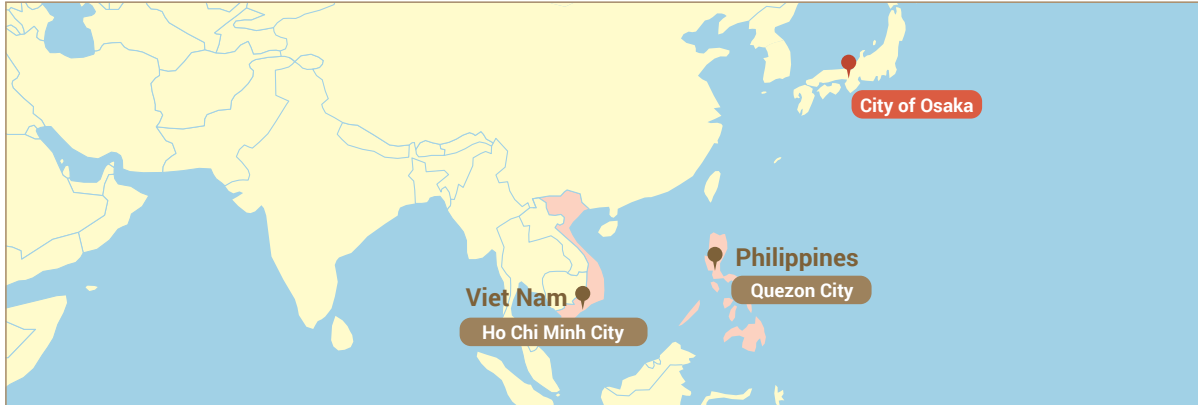 City of Osaka
Philippines
Quezon City
Viet Nam
Ho Chi Minh City